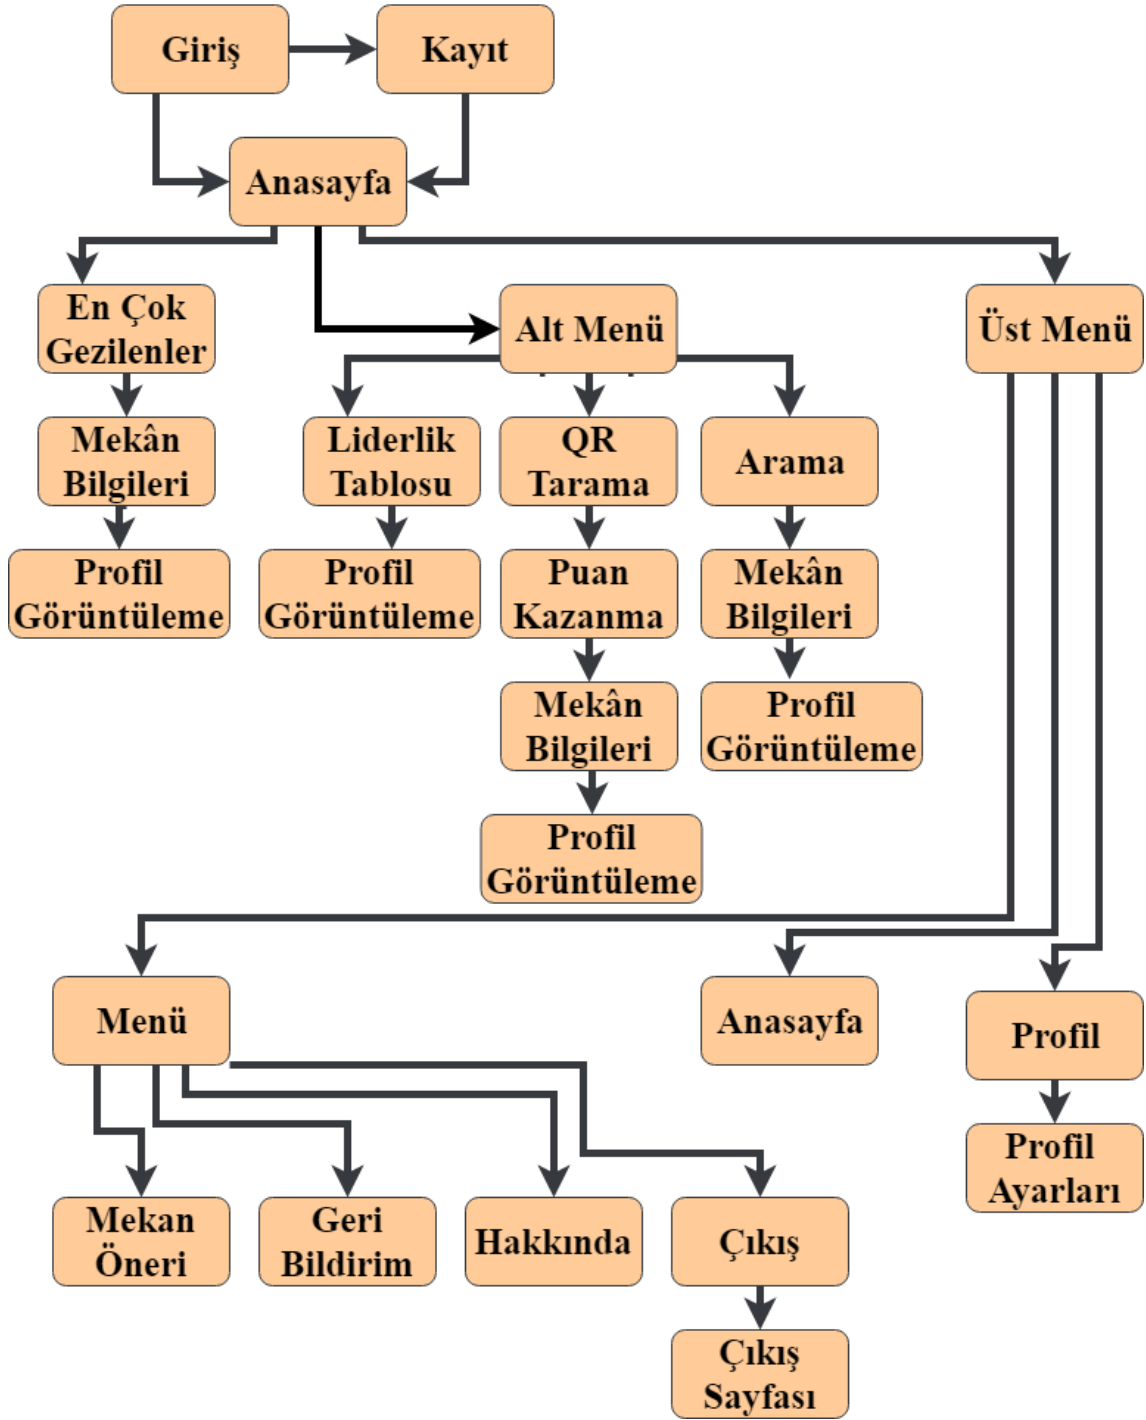 Giriş
Kayıt
Anasayfa
En Çok
Gezilenler
Alt Menü
Üst Menü
Mekân
Bilgileri
Liderlik
Tablosu
QR
Tarama
Arama
Profil
Görüntüleme
Profil
Görüntüleme
Puan
Kazanma
Mekân
Bilgileri
Mekân
Bilgileri
Profil
Görüntüleme
Profil
Görüntüleme
Menü
Anasayfa
Profil
Profil
Ayarları
Mekan
Öneri
Geri
Bildirim
Hakkında
Çıkış
Çıkış
Sayfası